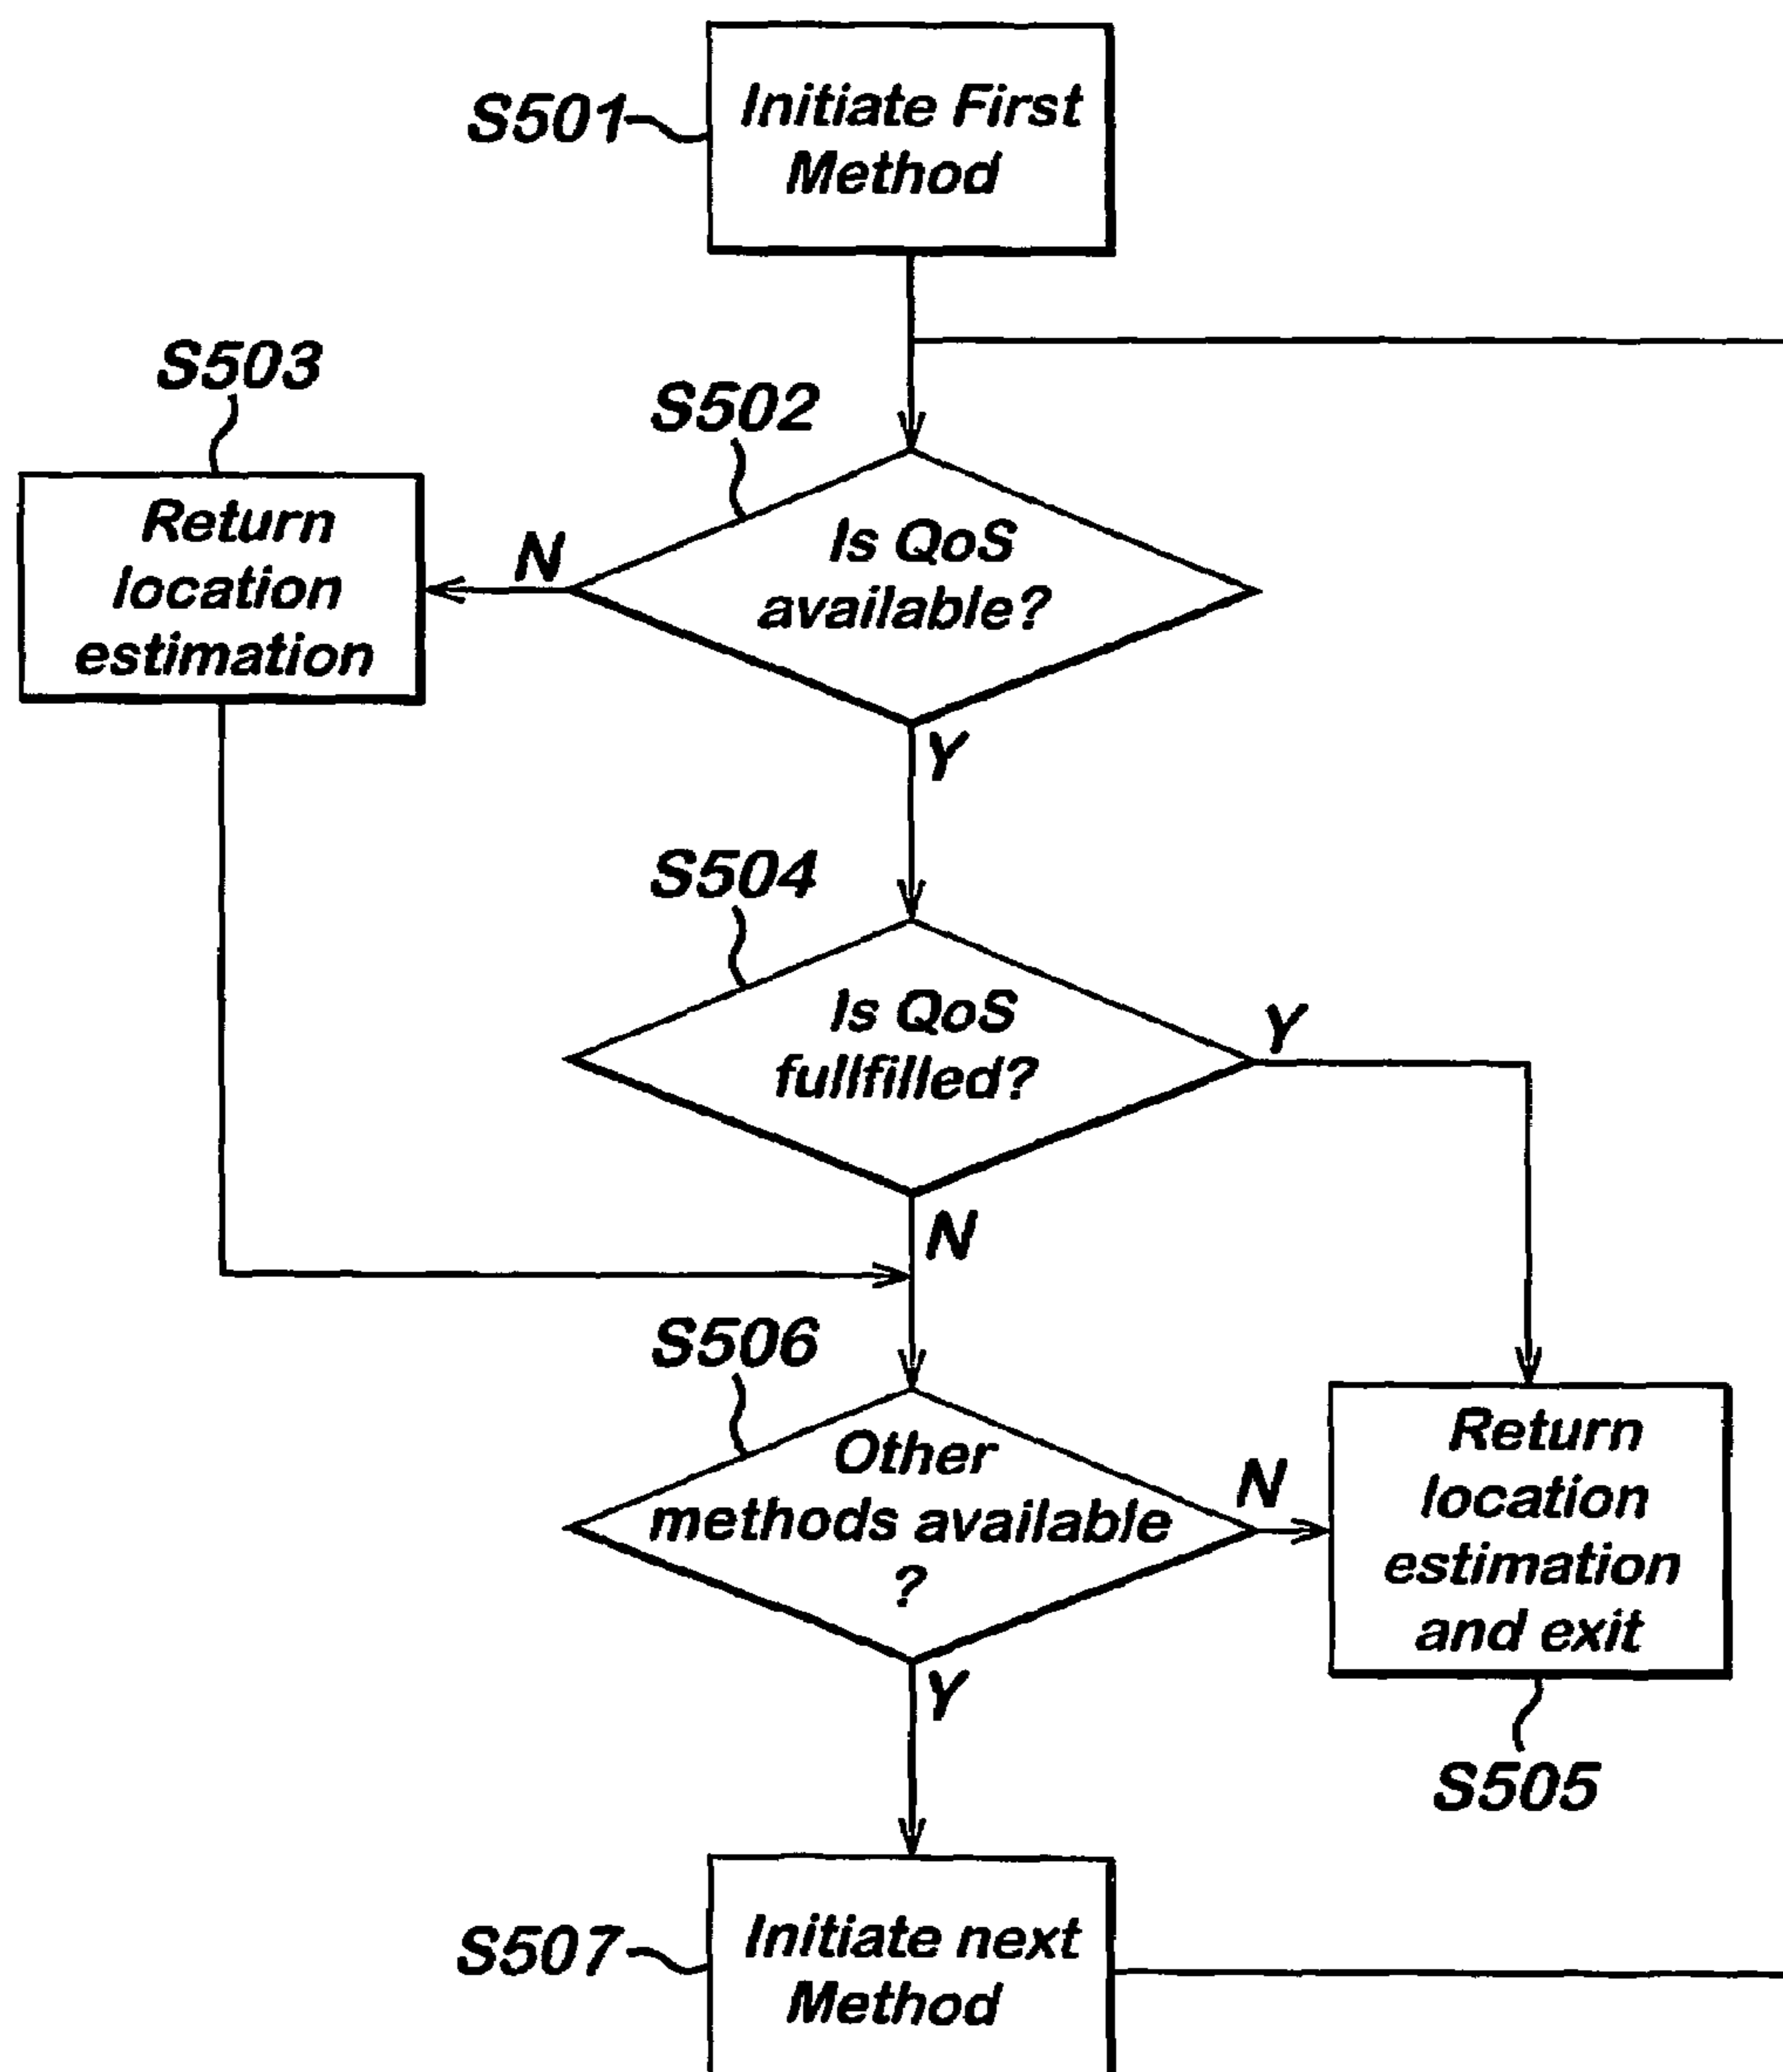 S501
Initiate First
Method
S503
S502
Return
location
estimation
N
Is QoS
available?
Y
S504
Is QoS
fullfilled?
Y
N
S506
Other
methods available
?
N
Return
location
estimation
and exit
Y
S505
S507
Initiate next
Method